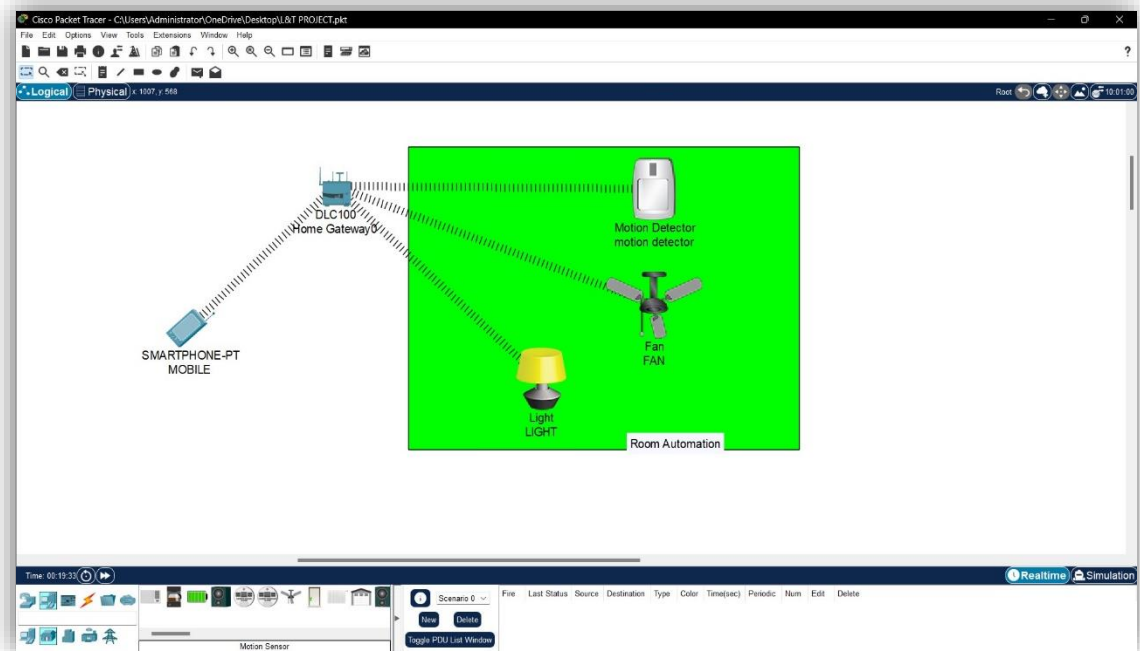 Cisco Packet Tracer - C:\Users\Administrator\OneDrive\Desktop\L&T PROJECT.pkt
File Edit Options View Tools Extensions Window Help
?
Logical Physical x: 1007, y: 568 Root 10:01:00
DLC100
Home Gateway0
Motion Detector
motion detector
SMARTPHONE-PT
MOBILE
Fan
FAN
Light
LIGHT
Room Automation
Time: 00:19:33 Realtime Simulation
Scenario 0 Fire Last Status Source Destination Type Color Time(sec) Periodic Num Edit Delete
New Delete
Toggle PDU List Window
Motion Sensor